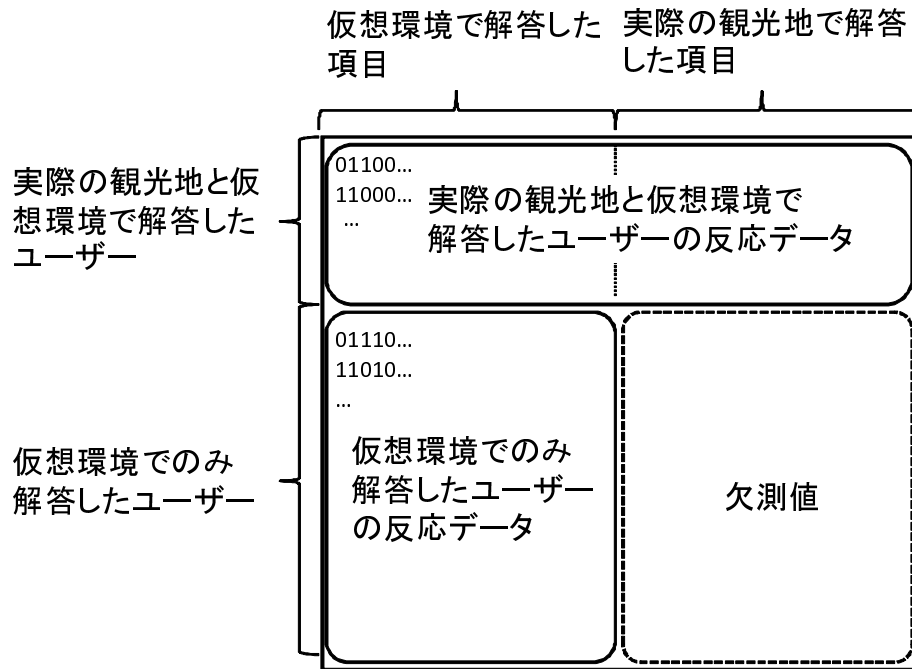 仮想環境で解答した
項目
実際の観光地で解答
した項目
実際の観光地と仮
想環境で解答した
ユーザー
01100...
11000...
...
実際の観光地と仮想環境で
解答したユーザーの反応データ
仮想環境でのみ
解答したユーザー
01110...
11010...
...
仮想環境でのみ
解答したユーザー
の反応データ
欠測値